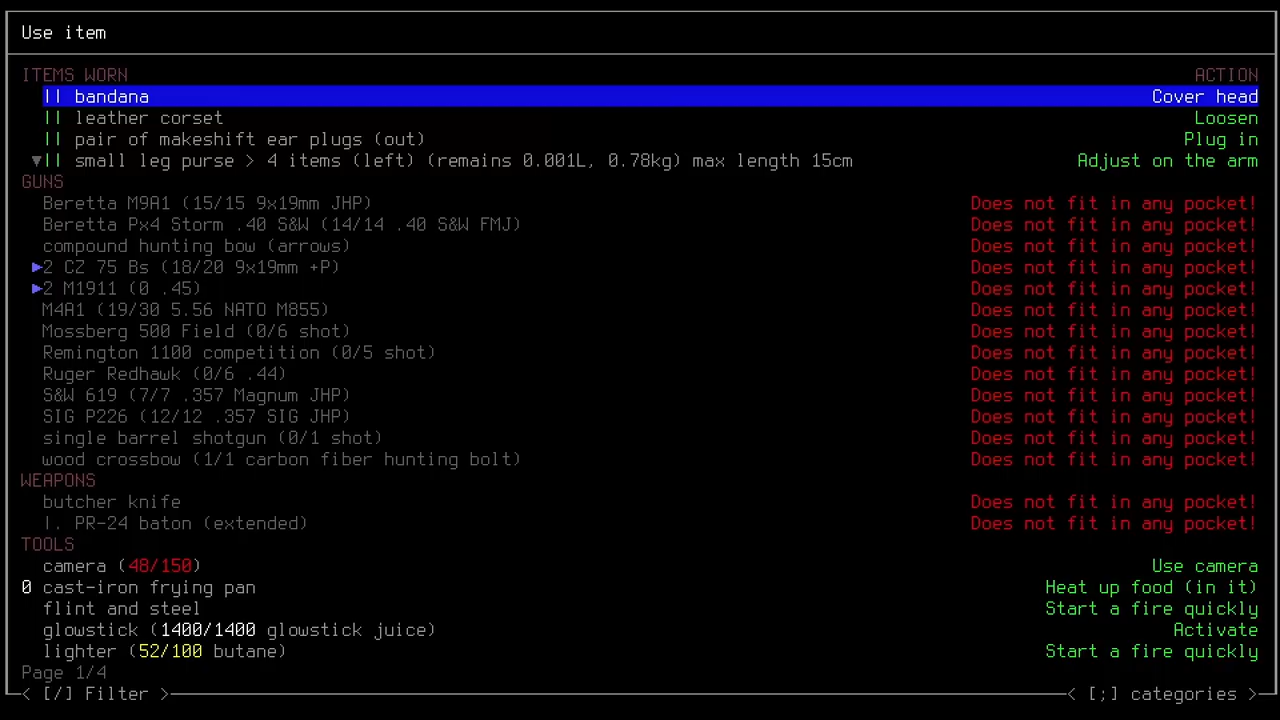 Use item
ITEMS WORN ACTION
|| bandana Cover head
|| leather corset Loosen
|| pair of makeshift ear plugs (out) Plug in
▼|| small leg purse > 4 items (left) (remains 0.001L, 0.78kg) max length 15cm Adjust on the arm
GUNS
Beretta M9A1 (15/15 9x19mm JHP) Does not fit in any pocket!
Beretta Px4 Storm .40 S&W (14/14 .40 S&W FMJ) Does not fit in any pocket!
compound hunting bow (arrows) Does not fit in any pocket!
▶2 CZ 75 Bs (18/20 9x19mm +P) Does not fit in any pocket!
▶2 M1911 (0 .45) Does not fit in any pocket!
M4A1 (19/30 5.56 NATO M855) Does not fit in any pocket!
Mossberg 500 Field (0/6 shot) Does not fit in any pocket!
Remington 1100 competition (0/5 shot) Does not fit in any pocket!
Ruger Redhawk (0/6 .44) Does not fit in any pocket!
S&W 619 (7/7 .357 Magnum JHP) Does not fit in any pocket!
SIG P226 (12/12 .357 SIG JHP) Does not fit in any pocket!
single barrel shotgun (0/1 shot) Does not fit in any pocket!
wood crossbow (1/1 carbon fiber hunting bolt) Does not fit in any pocket!
WEAPONS
butcher knife Does not fit in any pocket!
|. PR-24 baton (extended) Does not fit in any pocket!
TOOLS
camera (48/150) Use camera
0 cast-iron frying pan Heat up food (in it)
flint and steel Start a fire quickly
glowstick (1400/1400 glowstick juice) Activate
lighter (52/100 butane) Start a fire quickly
Page 1/4
< [/] Filter > < [;] categories >